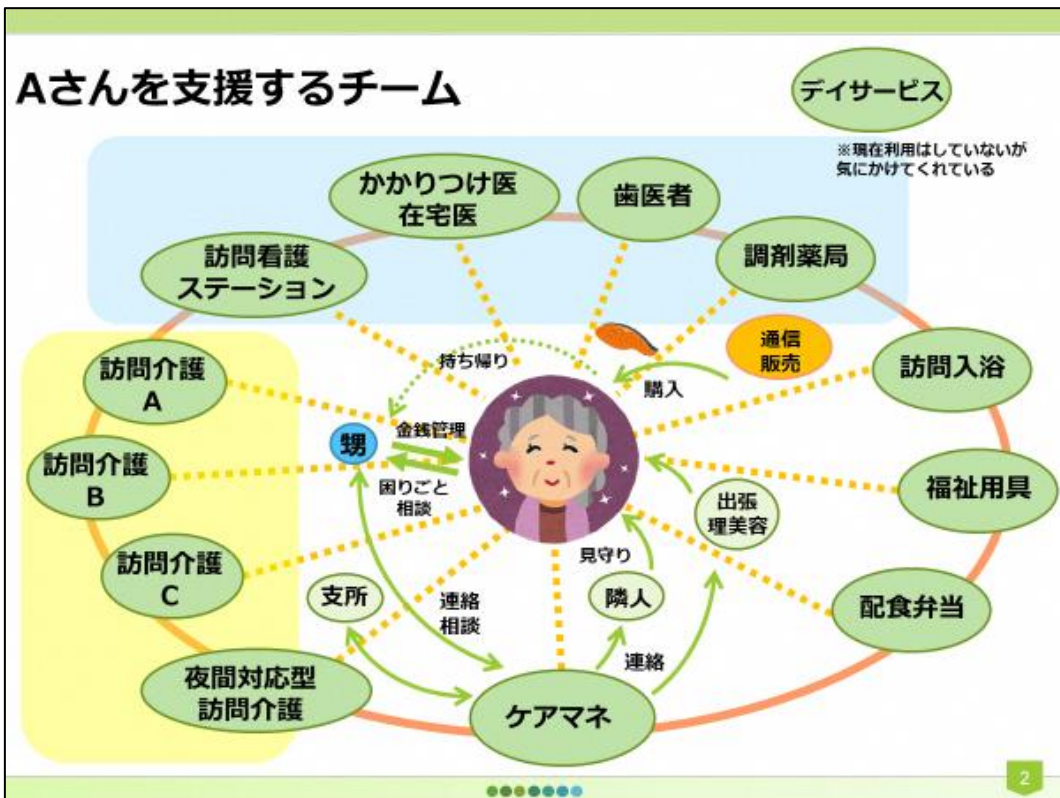 Aさんを支援するチーム
デイサービス
※現在利用はしていないが
気にかけてくれている
かかりつけ医
在宅医
歯医者
訪問看護
ステーション
調剤薬局
通信
販売
訪問介護
A
持ち帰り
購入
訪問入浴
甥
金銭管理
訪問介護
B
困りごと
相談
出張
理美容
福祉用具
訪問介護
C
支所
連絡
相談
見守り
隣人
配食弁当
連絡
夜間対応型
訪問介護
ケアマネ
2